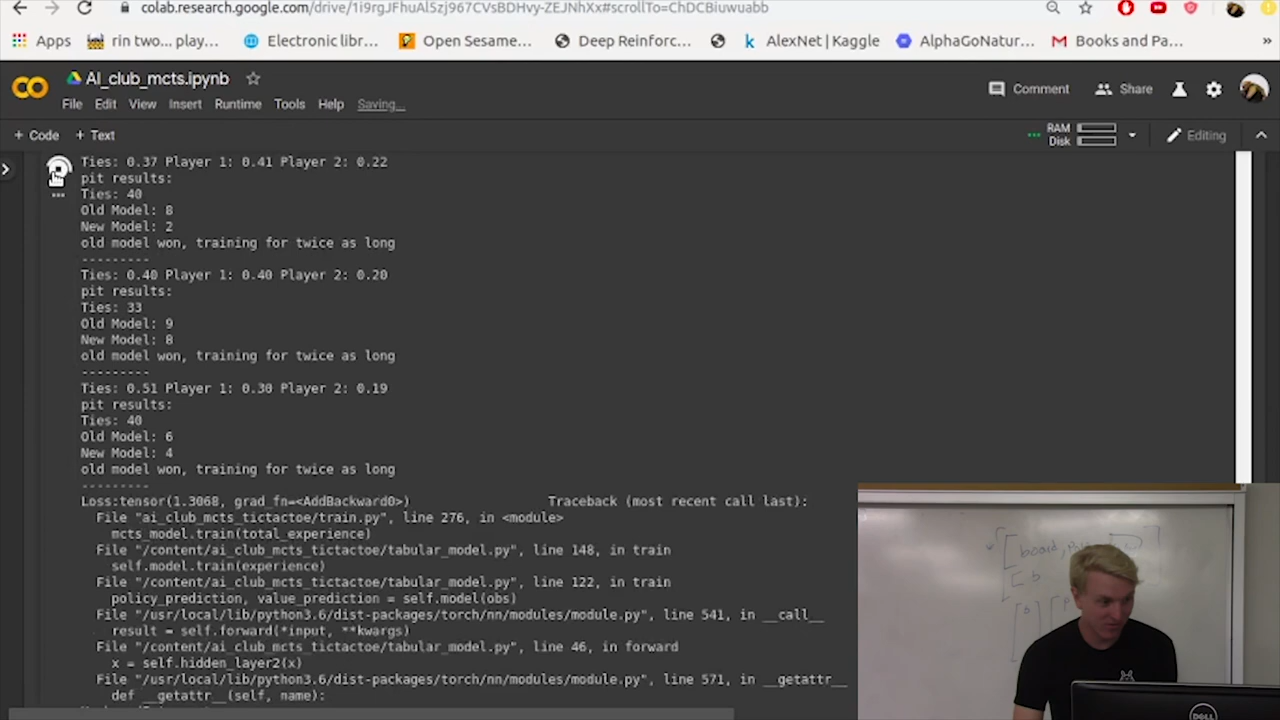 colab.research.google.com/drive/1i9rgJFhuAlSzj967CVsBDHvy-ZEJNhXx#scrollTo=ChDCBiuwuabb
Apps rin two... play... Electronic libr... Open Sesame... Deep Reinforc... AlexNet | Kaggle AlphaGoNatur... Books and Pa... »
AI_club_mcts.ipynb
Comment Share
File Edit View Insert Runtime Tools Help Saving...
+ Code + Text RAM Disk Editing
Ties: 0.37 Player 1: 0.41 Player 2: 0.22
pit results:
Ties: 40
Old Model: 8
New Model: 2
old model won, training for twice as long
---------
Ties: 0.40 Player 1: 0.40 Player 2: 0.20
pit results:
Ties: 33
Old Model: 9
New Model: 8
old model won, training for twice as long
---------
Ties: 0.51 Player 1: 0.30 Player 2: 0.19
pit results:
Ties: 40
Old Model: 6
New Model: 4
old model won, training for twice as long
---------
Loss:tensor(1.3068, grad_fn=<AddBackward0>) Traceback (most recent call last):
File "ai_club_mcts_tictactoe/train.py", line 276, in <module>
mcts_model.train(total_experience)
File "/content/ai_club_mcts_tictactoe/tabular_model.py", line 148, in train
self.model.train(experience)
File "/content/ai_club_mcts_tictactoe/tabular_model.py", line 122, in train
policy_prediction, value_prediction = self.model(obs)
File "/usr/local/lib/python3.6/dist-packages/torch/nn/modules/module.py", line 541, in __call__
result = self.forward(*input, **kwargs)
File "/content/ai_club_mcts_tictactoe/tabular_model.py", line 46, in forward
x = self.hidden_layer2(x)
File "/usr/local/lib/python3.6/dist-packages/torch/nn/modules/module.py", line 571, in __getattr__
def __getattr__(self, name):
board,
DELL